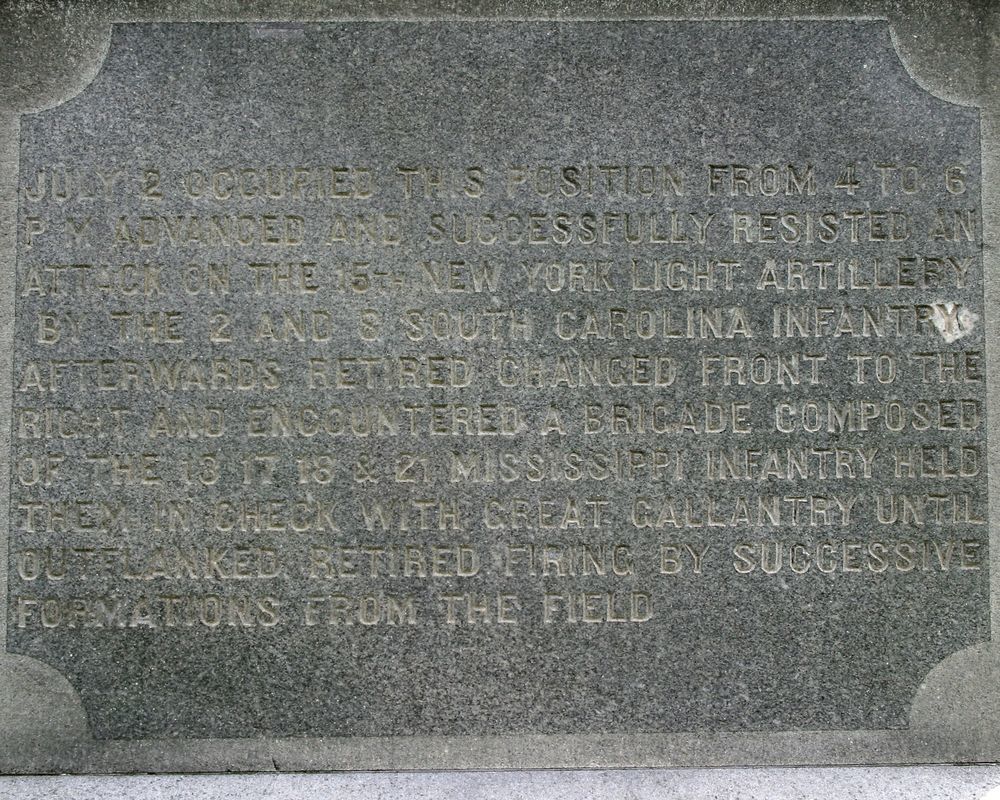 JULY 2 OCCUPIED THIS POSITION FROM 4 TO 6
P M ADVANCED AND SUCCESSFULLY RESISTED AN
ATTACK ON THE 15TH NEW YORK LIGHT ARTILLERY
BY THE 2 AND 8 SOUTH CAROLINA INFANTRY
AFTERWARDS RETIRED CHANGED FRONT TO THE
RIGHT AND ENCOUNTERED A BRIGADE COMPOSED
OF THE 13 17 18 & 21 MISSISSIPPI INFANTRY HELD
THEM IN CHECK WITH GREAT GALLANTRY UNTIL
OUTFLANKED RETIRED FIRING BY SUCCESSIVE
FORMATIONS FROM THE FIELD